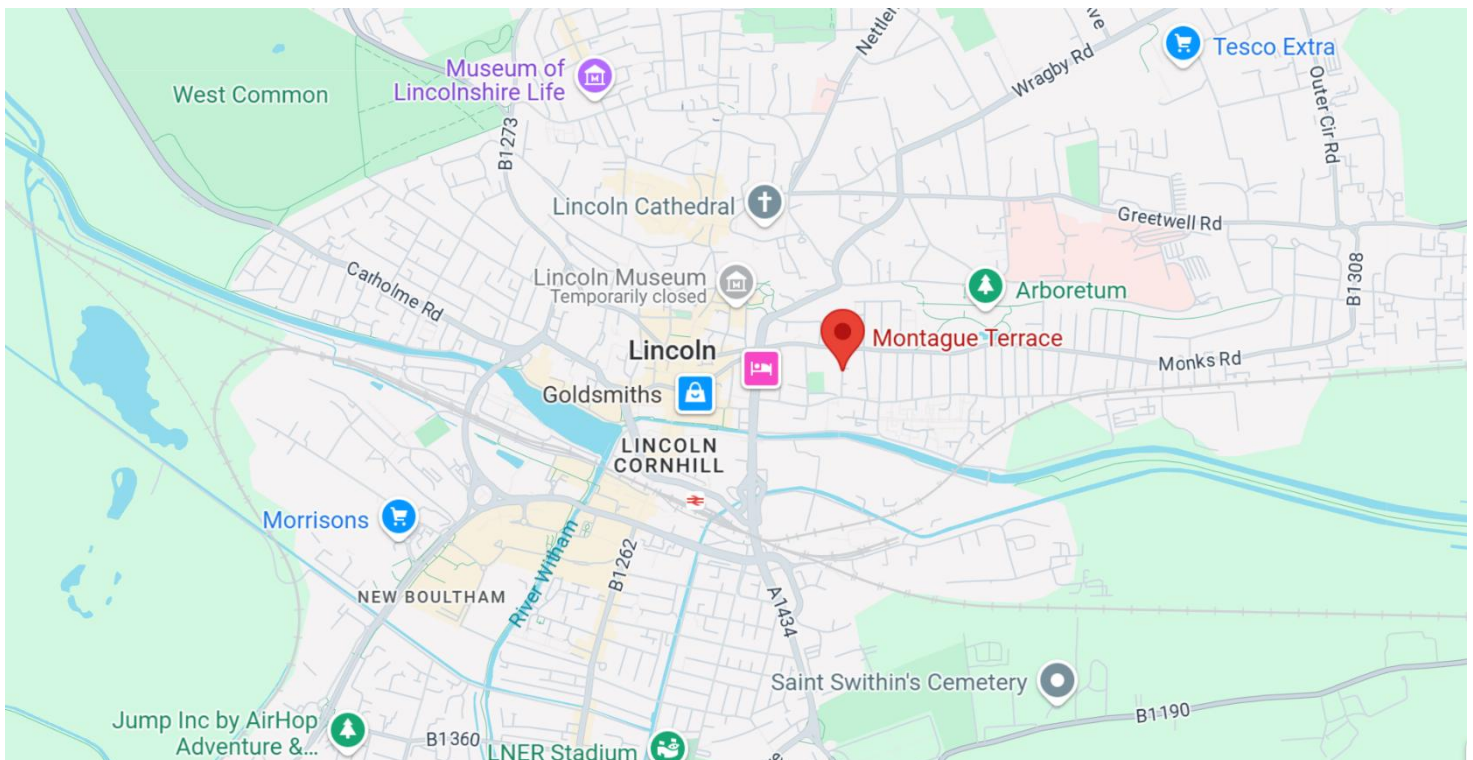 Nettle
ve
Wragby Rd
Tesco Extra
Museum of
Lincolnshire Life
West Common
Outer Cir Rd
B1273
Lincoln Cathedral
Greetwell Rd
Carholme Rd
Lincoln Museum
Temporarily closed
Arboretum
B1308
Montague Terrace
Lincoln
Monks Rd
Goldsmiths
LINCOLN
CORNHILL
Morrisons
River Witham
B1262
NEW BOULTHAM
A1434
Saint Swithin's Cemetery
B1190
Jump Inc by AirHop
Adventure &...
B1360
LNER Stadium